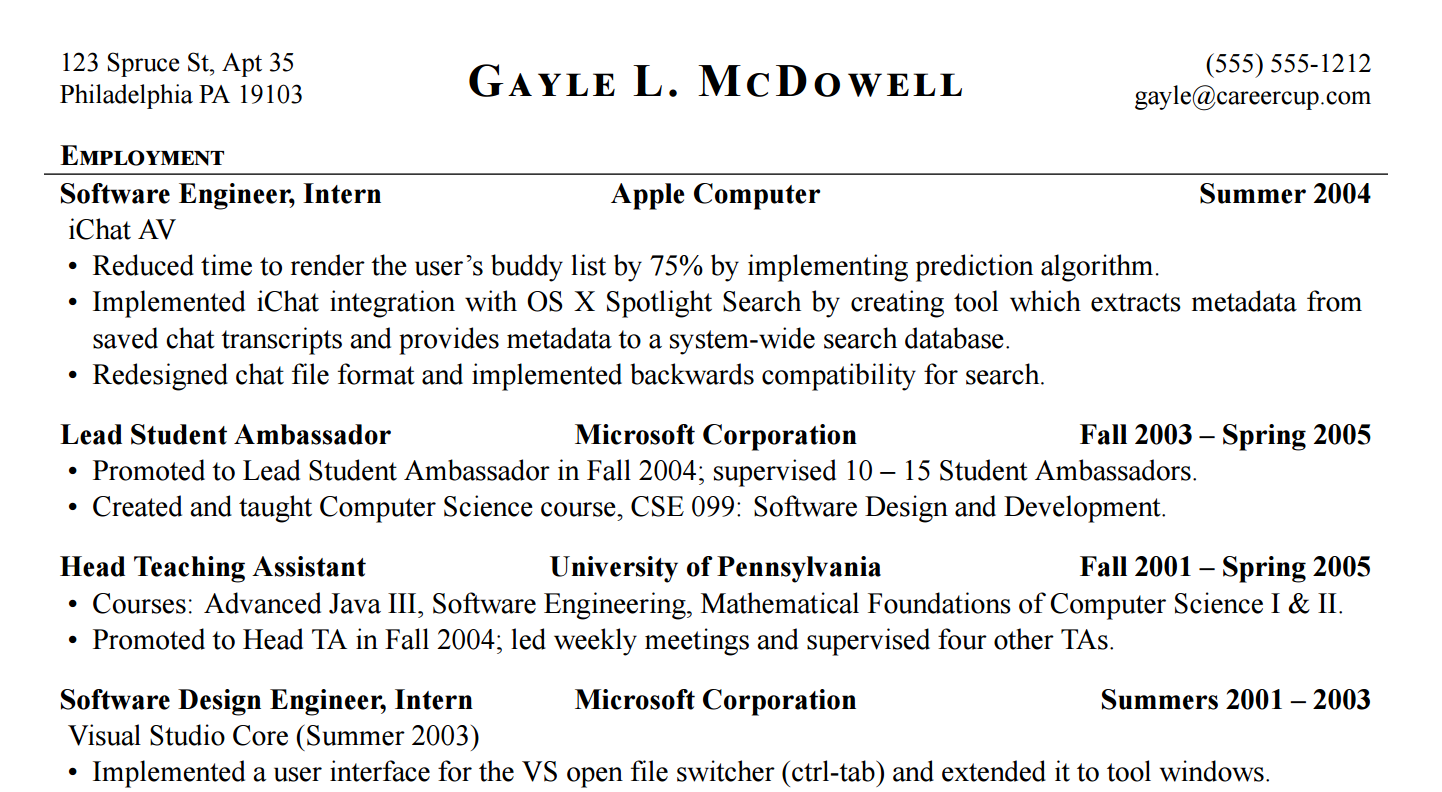 123 Spruce St, Apt 35
Philadelphia PA 19103
GAYLE L. MCDOWELL
(555) 555-1212
gayle@careercup.com
EMPLOYMENT
Software Engineer, Intern Apple Computer Summer 2004
iChat AV
• Reduced time to render the user’s buddy list by 75% by implementing prediction algorithm.
• Implemented iChat integration with OS X Spotlight Search by creating tool which extracts metadata from
saved chat transcripts and provides metadata to a system-wide search database.
• Redesigned chat file format and implemented backwards compatibility for search.
Lead Student Ambassador Microsoft Corporation Fall 2003 – Spring 2005
• Promoted to Lead Student Ambassador in Fall 2004; supervised 10 – 15 Student Ambassadors.
• Created and taught Computer Science course, CSE 099: Software Design and Development.
Head Teaching Assistant University of Pennsylvania Fall 2001 – Spring 2005
• Courses: Advanced Java III, Software Engineering, Mathematical Foundations of Computer Science I & II.
• Promoted to Head TA in Fall 2004; led weekly meetings and supervised four other TAs.
Software Design Engineer, Intern Microsoft Corporation Summers 2001 – 2003
Visual Studio Core (Summer 2003)
• Implemented a user interface for the VS open file switcher (ctrl-tab) and extended it to tool windows.